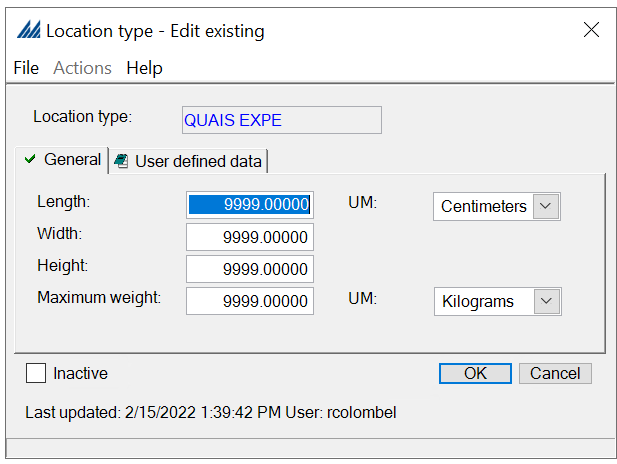 Location type - Edit existing
File Actions Help
Location type: QUAIS EXPE
General User defined data
Length: 9999.00000 UM: Centimeters
Width: 9999.00000
Height: 9999.00000
Maximum weight: 9999.00000 UM: Kilograms
Inactive OK Cancel
Last updated: 2/15/2022 1:39:42 PM User: rcolombel